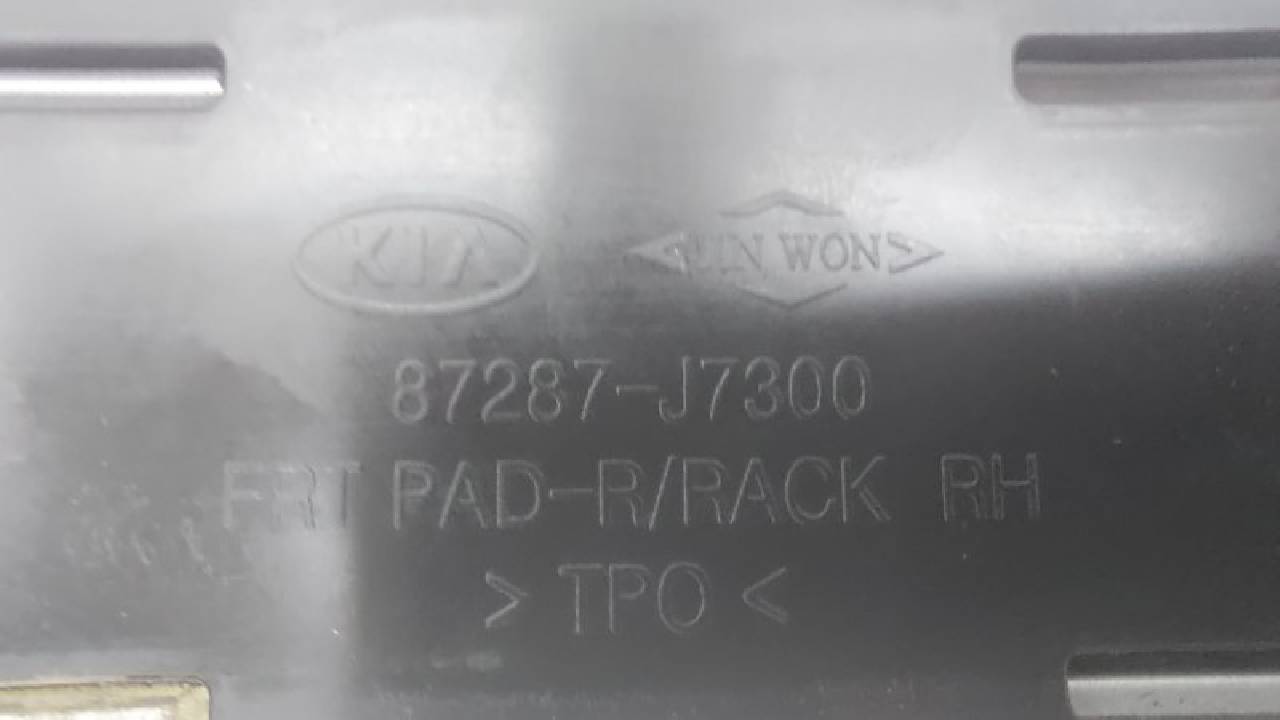 KIA JIN WON
87287-J7300
FRT PAD-R/RACK RH
>TPO<